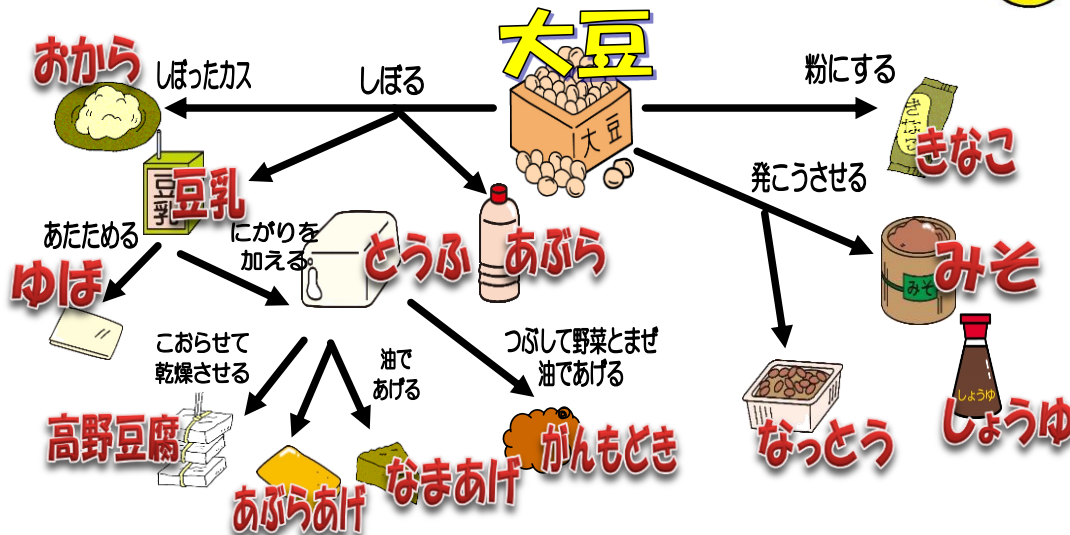 大豆
大豆
おから
しぼったカス
しぼる
粉にする
きなこ
きなこ
豆乳
豆乳
発こうさせる
あたためる
にがりを
加える
とうふ
あぶら
みそ
みそ
ゆば
こおらせて
乾燥させる
油で
あげる
つぶして野菜とまぜ
油であげる
しょうゆ
しょうゆ
高野豆腐
あぶらあげ
なまあげ
がんもどき
なっとう